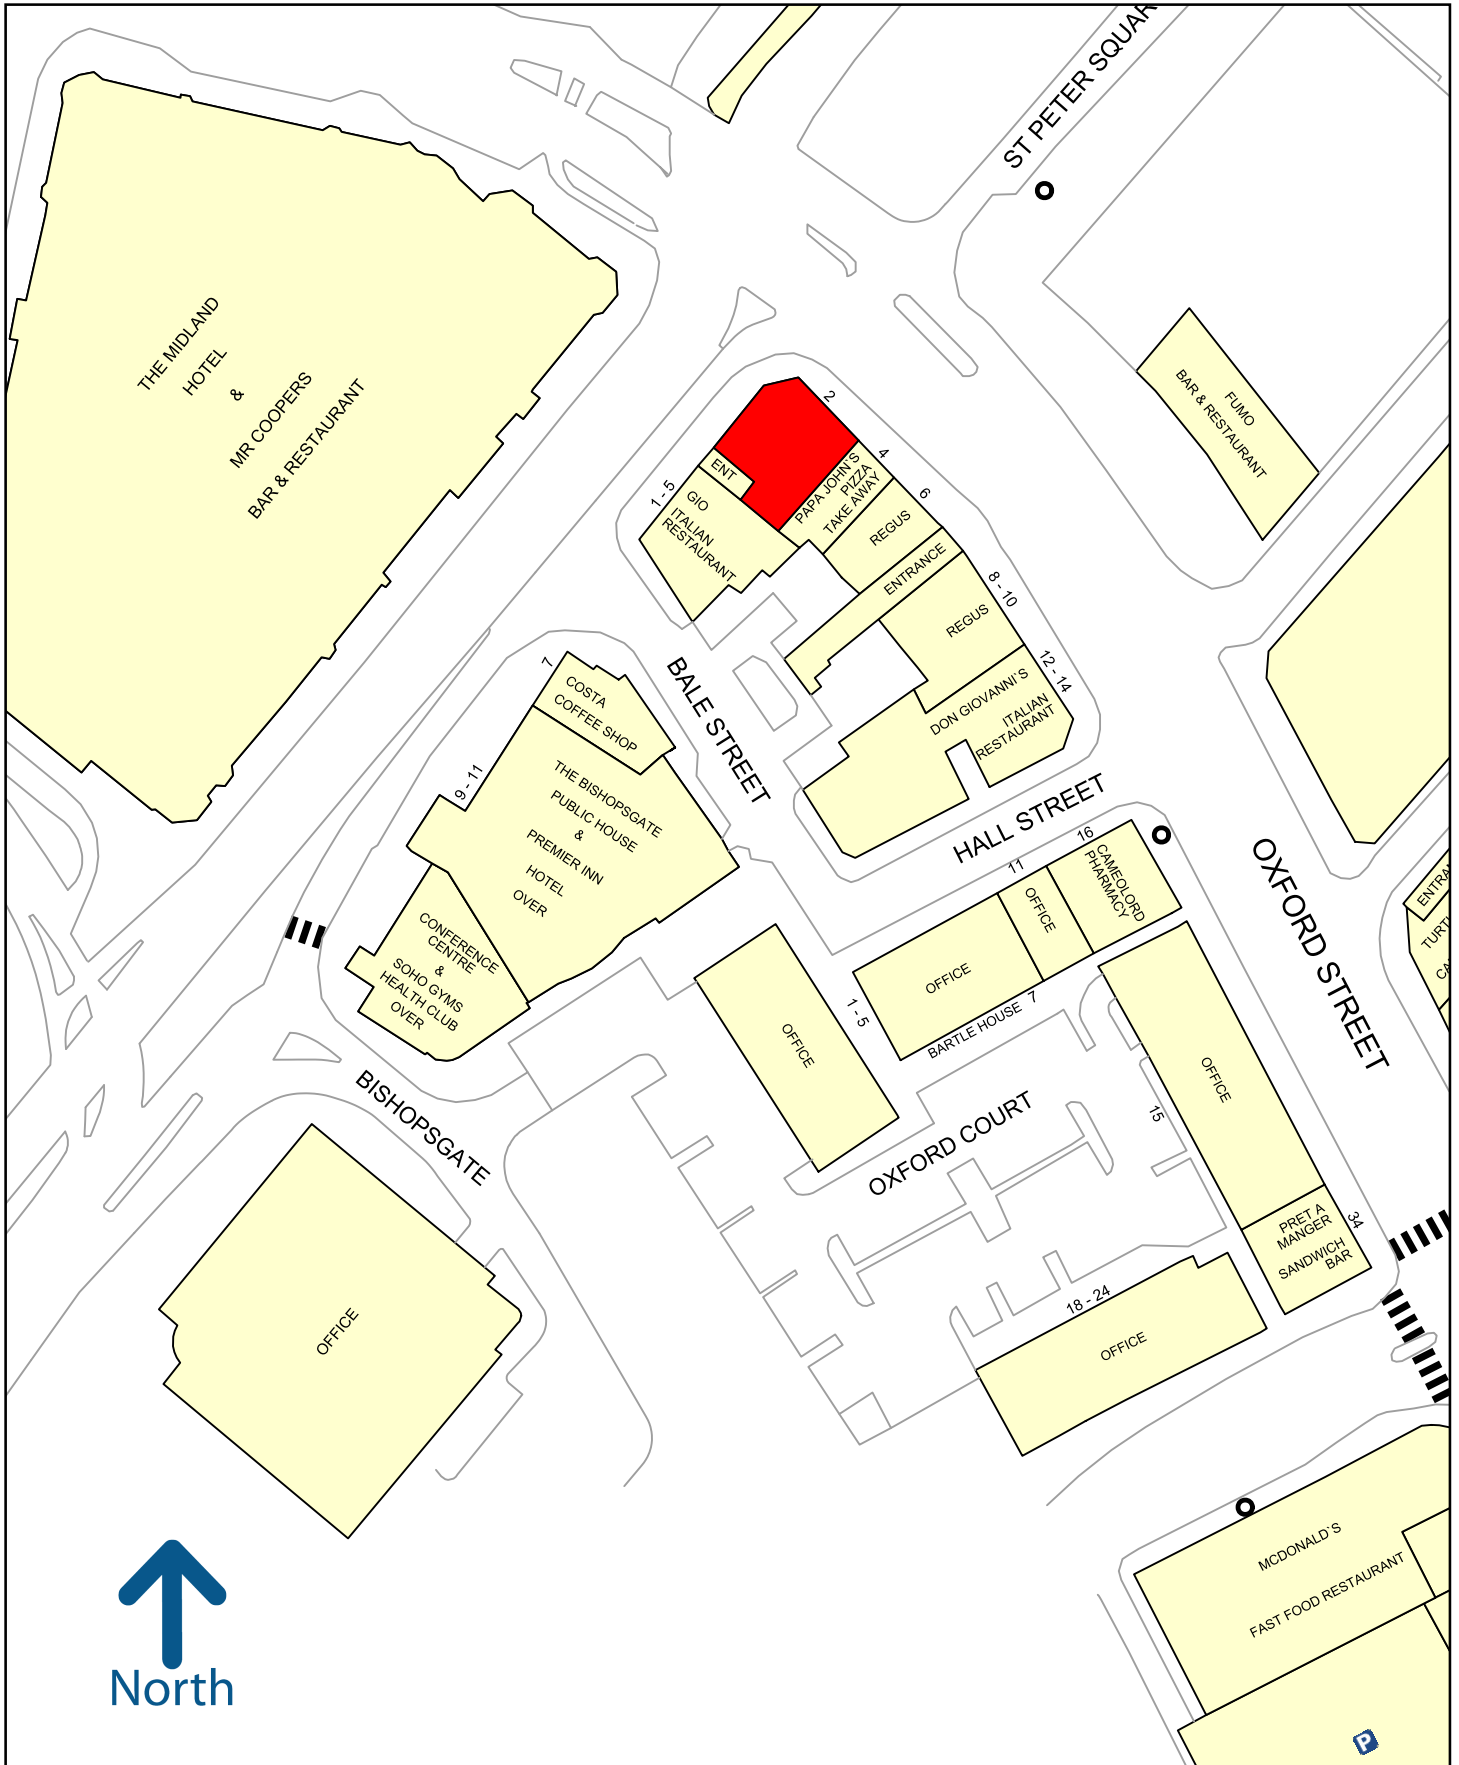 ST PETER SQUAR
THE MIDLAND
HOTEL
&
MR COOPERS
BAR & RESTAURANT
FUMO
BAR & RESTAURANT
2
4
6
8 - 10
12 - 14
1 - 5
ENT
GIO
ITALIAN
RESTAURANT
PAPA JOHN`S
PIZZA
TAKE AWAY
REGUS
ENTRANCE
REGUS
DON GIOVANNI`S
ITALIAN
RESTAURANT
BALE STREET
7
COSTA
COFFEE SHOP
9 - 11
THE BISHOPSGATE
PUBLIC HOUSE
&
PREMIER INN
HOTEL
OVER
CONFERENCE
CENTRE
&
SOHO GYMS
HEALTH CLUB
OVER
HALL STREET
16
11
CAMEOLORD
PHARMACY
OFFICE
OFFICE
7
BARTLE HOUSE
1 - 5
OFFICE
OXFORD STREET
ENTRA
TURTL
CA
OFFICE
15
OXFORD COURT
BISHOPSGATE
PRET A
MANGER
SANDWICH
BAR
34
18 - 24
OFFICE
OFFICE
MCDONALD`S
FAST FOOD RESTAURANT
North
P